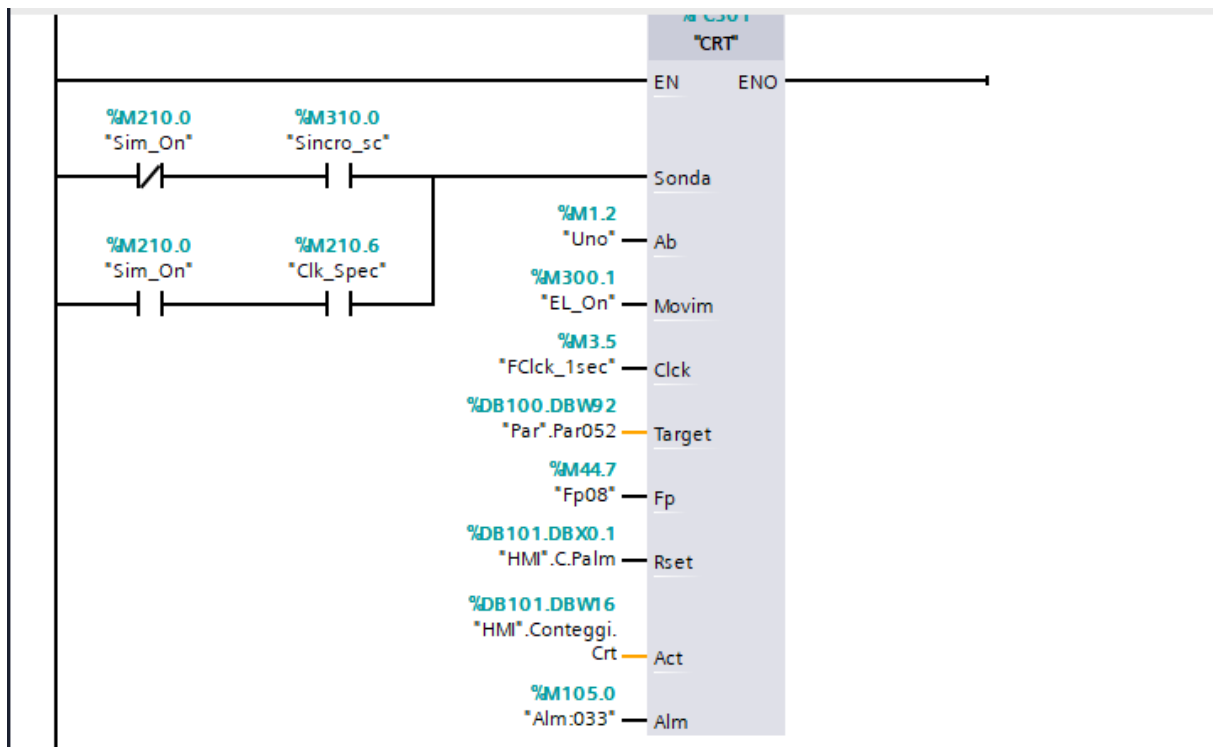 "CRT"
EN ENO
%M210.0 %M310.0
"Sim_On" "Sincro_sc"
Sonda
%M1.2
"Uno" Ab
%M210.0 %M210.6
"Sim_On" "Clk_Spec"
%M300.1
"EL_On" Movim
%M3.5
"FClck_1sec" Clck
%DB100.DBW92
"Par".Par052 Target
%M44.7
"Fp08" Fp
%DB101.DBX0.1
"HMI".C.Palm Rset
%DB101.DBW16
"HMI".Conteggi.
Crt Act
%M105.0
"Alm:033" Alm